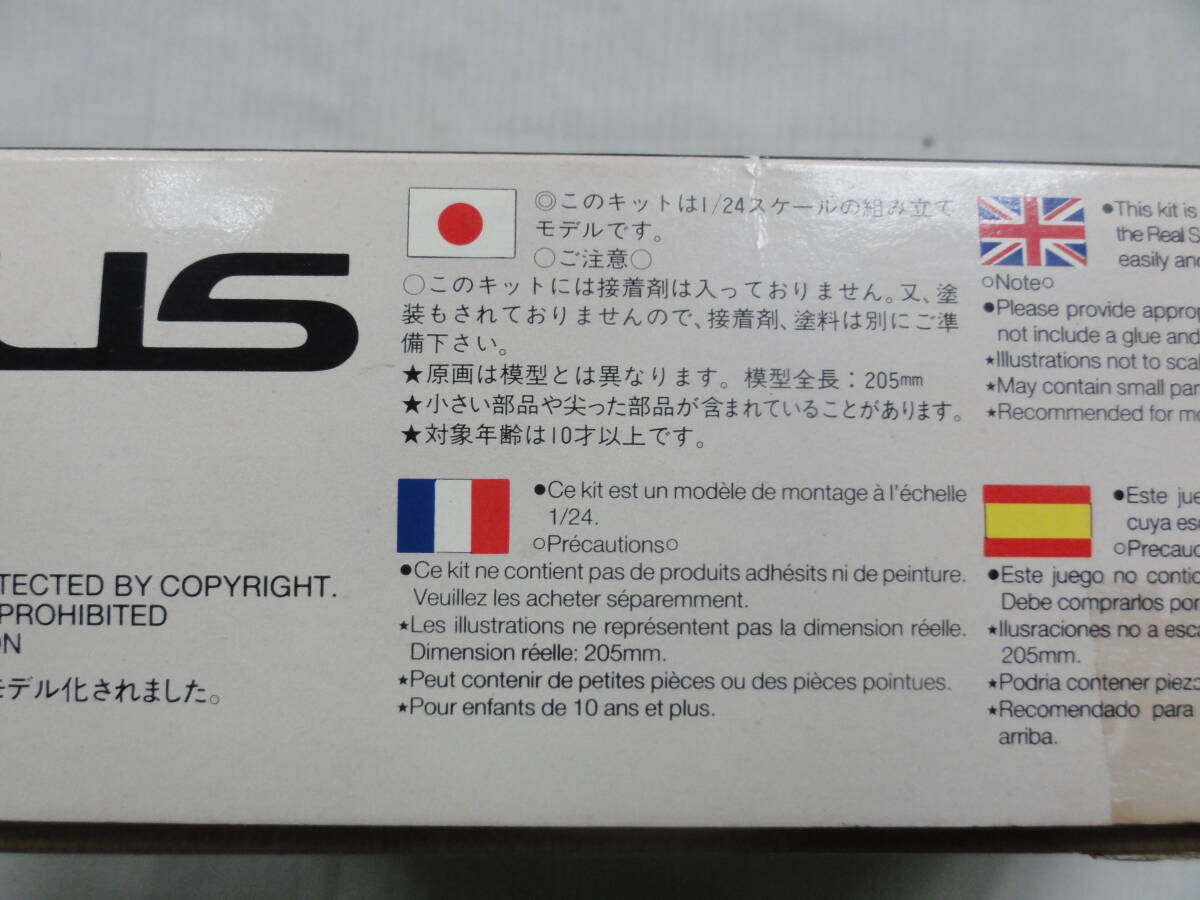 us
TECTED BY COPYRIGHT.
PROHIBITED
ON
モデル化されました。
◎このキットは1/24スケールの組み立て
モデルです。
○ご注意○
○このキットには接着剤は入っておりません。又、塗
装もされておりませんので、接着剤、塗料は別にご準
備下さい。
★原画は模型とは異なります。模型全長：205mm
★小さい部品や尖った部品が含まれていることがあります。
★対象年齢は10才以上です。
●This kit is
the Real S
easily and
○Note○
●Please provide approp
not include a glue and
★Illustrations not to scal
★May contain small par
★Recommended for mo
●Ce kit est un modèle de montage à l'échelle
1/24.
○Précautions○
●Ce kit ne contient pas de produits adhésits ni de peinture.
Veuillez les acheter séparemment.
★Les illustrations ne représentent pas la dimension réelle.
Dimension réelle: 205mm.
★Peut contenir de petites pièces ou des pièces pointues.
★Pour enfants de 10 ans et plus.
●Este jue
cuya esc
○Precauc
●Este juego no contic
Debe comprarlos por
★Ilusraciones no a esca
205mm.
★Podria contener pieza
★Recomendado para
arriba.